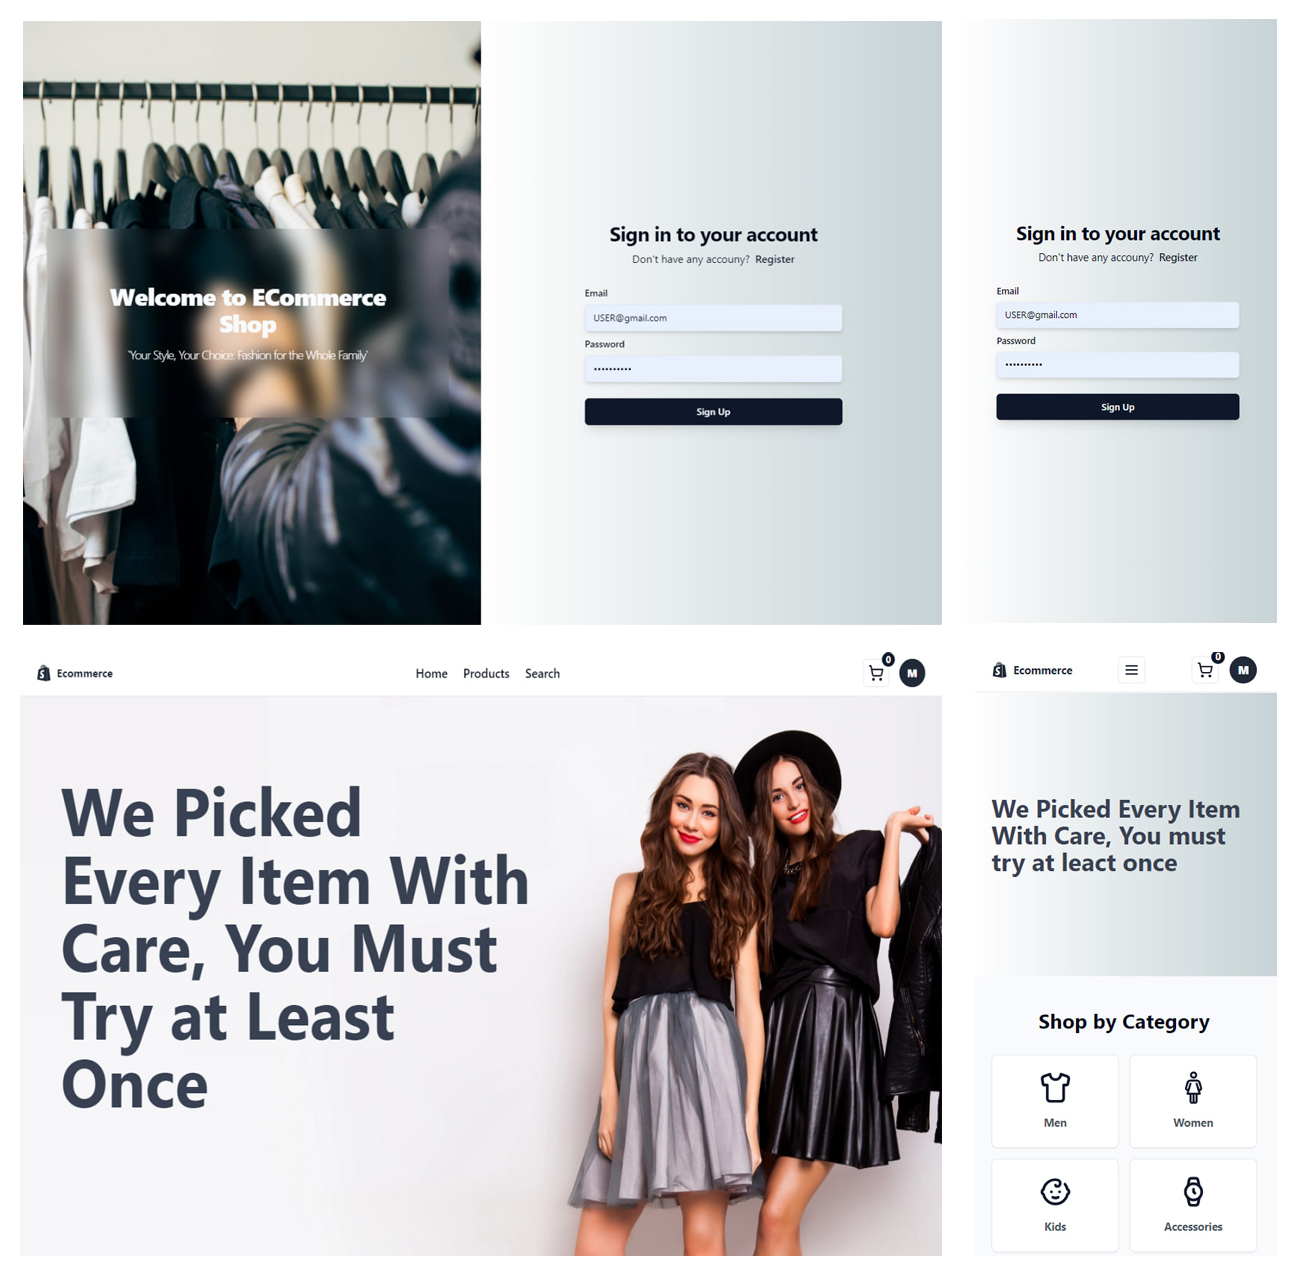 Welcome to ECommerce
Shop
`Your Style, Your Choice: Fashion for the Whole Family`
Sign in to your account
Don't have any accouny? Register
Email
USER@gmail.com
Password
••••••••••
Sign Up
Sign in to your account
Don't have any accouny? Register
Email
USER@gmail.com
Password
••••••••••
Sign Up
Ecommerce
Home Products Search
0
M
We Picked
Every Item With
Care, You Must
Try at Least
Once
Ecommerce
0
M
We Picked Every Item
With Care, You must
try at leact once
Shop by Category
Men
Women
Kids
Accessories